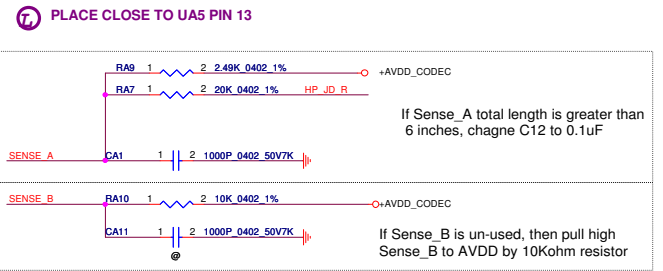 L PLACE CLOSE TO UA5 PIN 13
RA9 1 2 2.49K_0402_1% +AVDD_CODEC
RA7 1 2 20K_0402_1% HP_JD_R
If Sense_A total length is greater than
6 inches, chagne C12 to 0.1uF
SENSE_A CA1 1 2 1000P_0402_50V7K
SENSE_B RA10 1 2 10K_0402_1% +AVDD_CODEC
CA11 1 2 1000P_0402_50V7K
@
If Sense_B is un-used, then pull high
Sense_B to AVDD by 10Kohm resistor